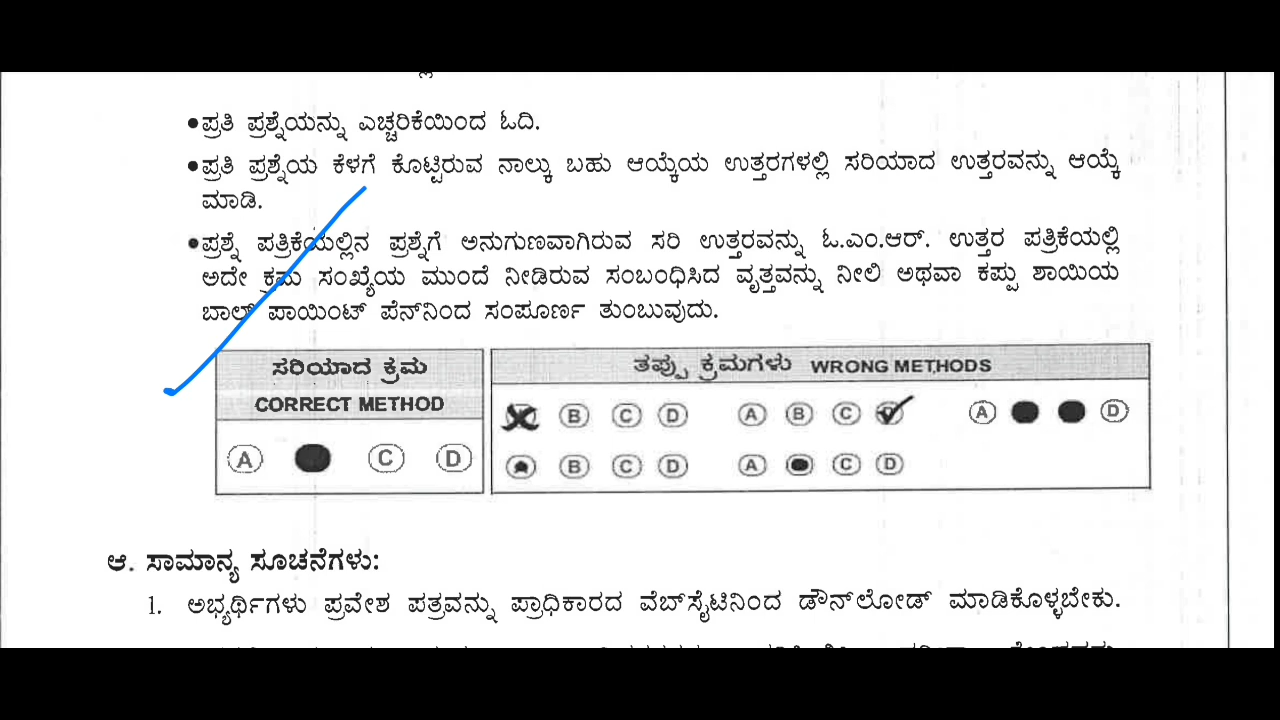 •ಪ್ರತಿ ಪ್ರಶ್ನೆಯನ್ನು ಎಚ್ಚರಿಕೆಯಿಂದ ಓದಿ.
•ಪ್ರತಿ ಪ್ರಶ್ನೆಯ ಕೆಳಗೆ ಕೊಟ್ಟಿರುವ ನಾಲ್ಕು ಬಹು ಆಯ್ಕೆಯ ಉತ್ತರಗಳಲ್ಲಿ ಸರಿಯಾದ ಉತ್ತರವನ್ನು ಆಯ್ಕೆ
ಮಾಡಿ.
•ಪ್ರಶ್ನೆ ಪತ್ರಿಕೆಯಲ್ಲಿನ ಪ್ರಶ್ನೆಗೆ ಅನುಗುಣವಾಗಿರುವ ಸರಿ ಉತ್ತರವನ್ನು ಓ.ಎಂ.ಆರ್. ಉತ್ತರ ಪತ್ರಿಕೆಯಲ್ಲಿ
ಅದೇ ಕ್ರಮ ಸಂಖ್ಯೆಯ ಮುಂದೆ ನೀಡಿರುವ ಸಂಬಂಧಿಸಿದ ವೃತ್ತವನ್ನು ನೀಲಿ ಅಥವಾ ಕಪ್ಪು ಶಾಯಿಯ
ಬಾಲ್ ಪಾಯಿಂಟ್ ಪೆನ್‌ನಿಂದ ಸಂಪೂರ್ಣ ತುಂಬುವುದು.
ಸರಿಯಾದ ಕ್ರಮ
CORRECT METHOD
A C D
ತಪ್ಪು ಕ್ರಮಗಳು WRONG METHODS
B C D A B C A D
B C D A C D
ಆ. ಸಾಮಾನ್ಯ ಸೂಚನೆಗಳು:
1. ಅಭ್ಯರ್ಥಿಗಳು ಪ್ರವೇಶ ಪತ್ರವನ್ನು ಪ್ರಾಧಿಕಾರದ ವೆಬ್‌ಸೈಟಿನಿಂದ ಡೌನ್‌ಲೋಡ್ ಮಾಡಿಕೊಳ್ಳಬೇಕು.